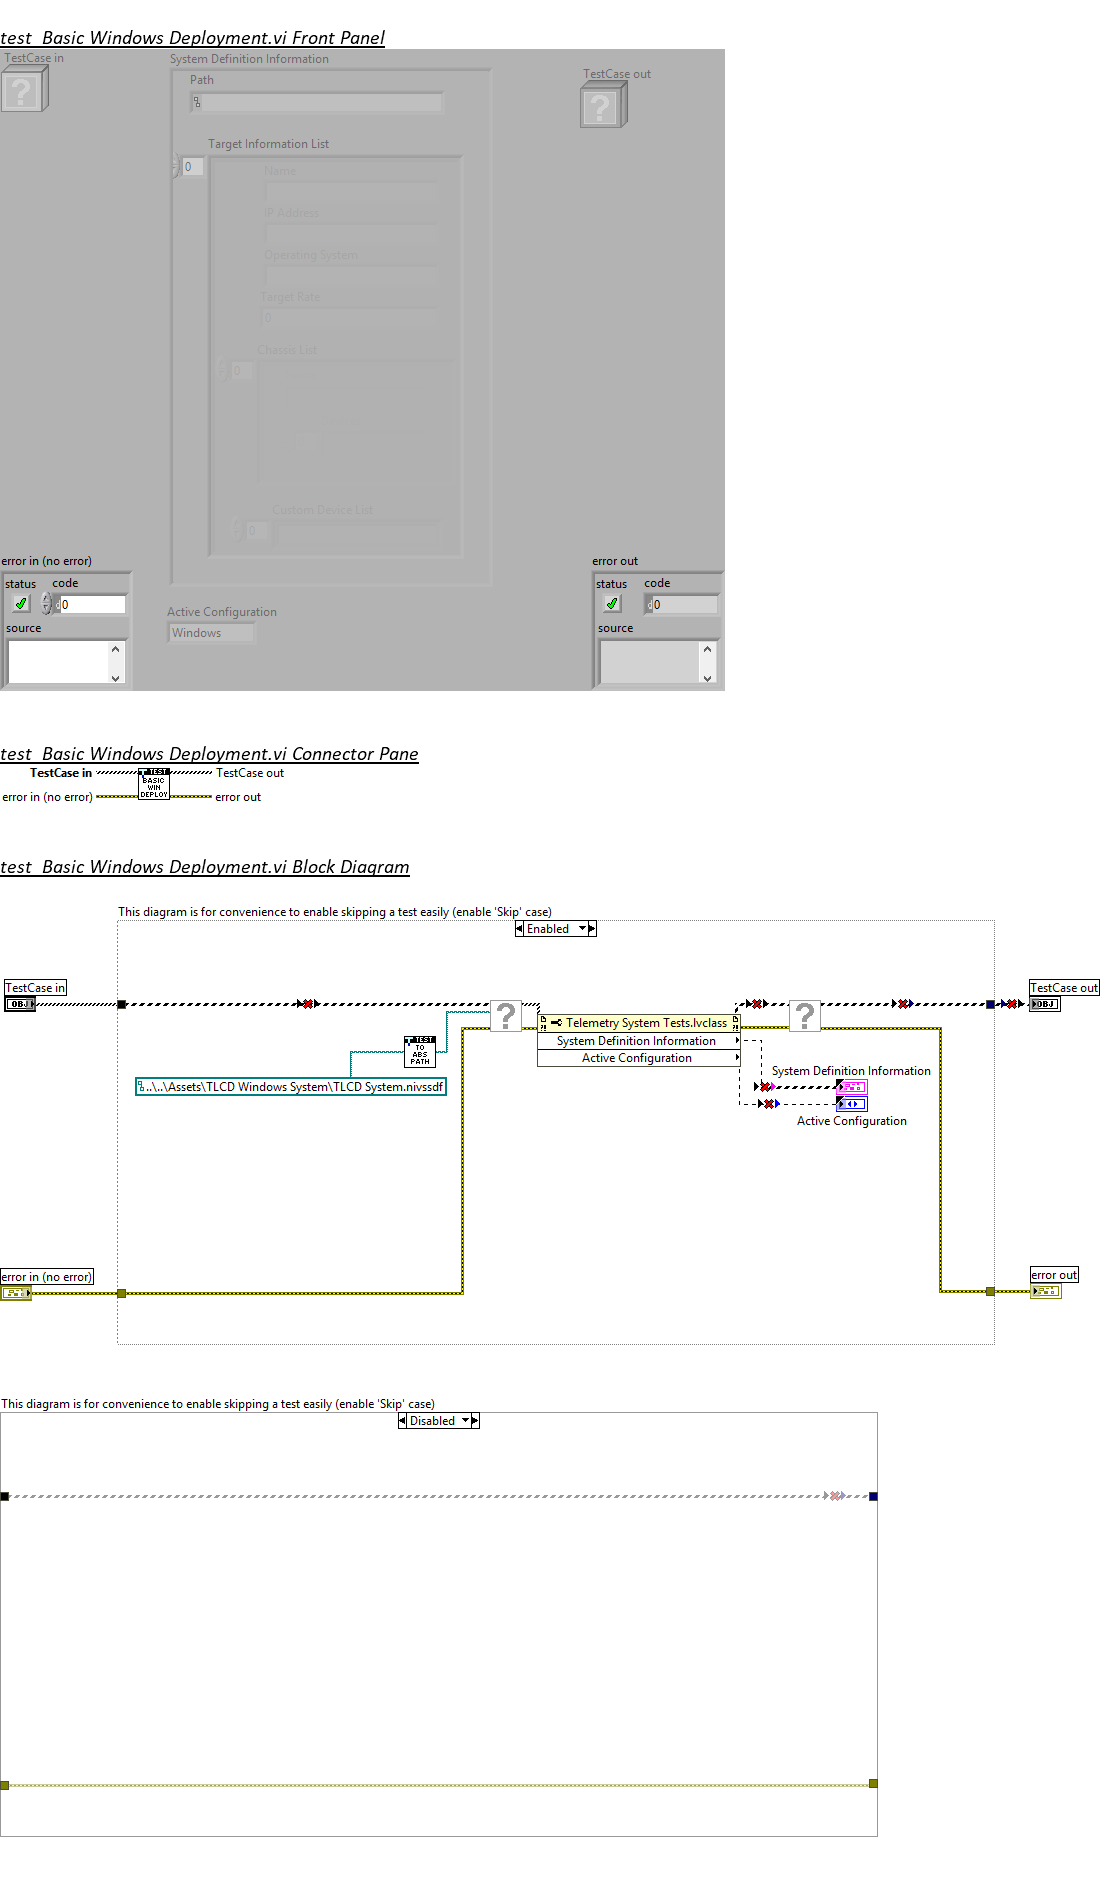 test_Basic Windows Deployment.vi Front Panel
TestCase in
System Definition Information
Path
TestCase out
Target Information List
0
Name
IP Address
Operating System
Target Rate
0
Chassis List
0
Custom Device List
0
error in (no error)
status code
0
source
error out
status code
0
source
Active Configuration
Windows
test_Basic Windows Deployment.vi Connector Pane
TestCase in
TestCase out
error in (no error)
error out
TEST
BASIC
WIN
DEPLOY
test_Basic Windows Deployment.vi Block Diagram
This diagram is for convenience to enable skipping a test easily (enable 'Skip' case)
Enabled
TestCase in
OBJ
TestCase out
OBJ
?
?
Telemetry System Tests.lvclass
System Definition Information
Active Configuration
TEST
TO
ABS
PATH
..\..\Assets\TLCD Windows System\TLCD System.nivssdf
System Definition Information
Active Configuration
error in (no error)
error out
This diagram is for convenience to enable skipping a test easily (enable 'Skip' case)
Disabled